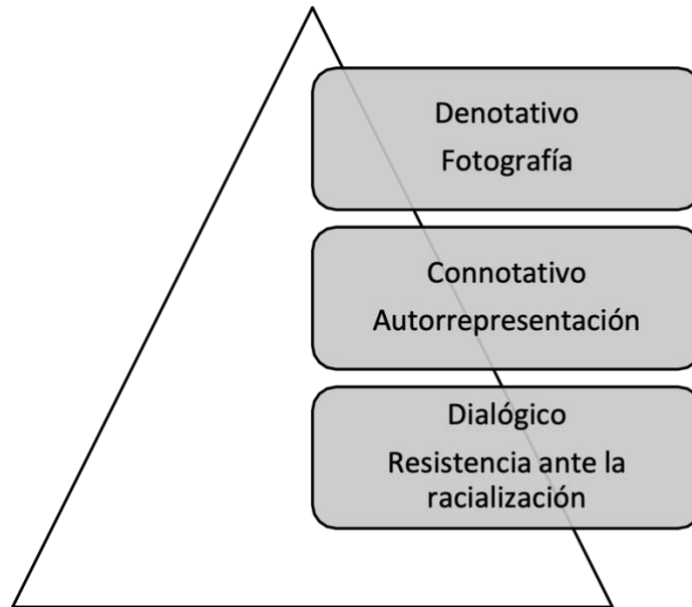 Denotativo
Fotografía
Connotativo
Autorrepresentación
Dialógico
Resistencia ante la
racialización